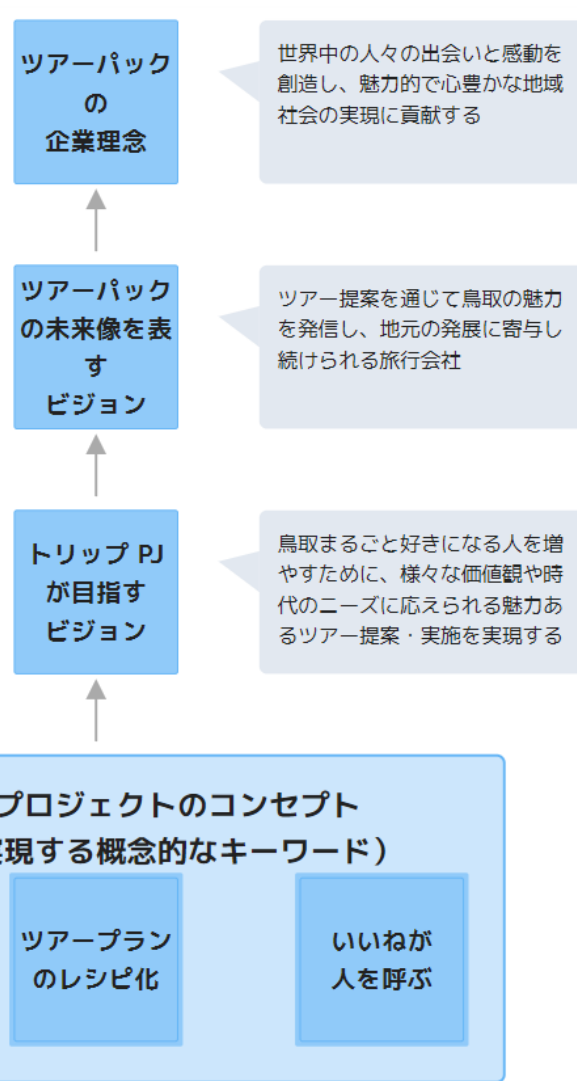 ツアーパック
の
企業理念
世界中の人々の出会いと感動を
創造し、魅力的で心豊かな地域
社会の実現に貢献する
ツアーパック
の未来像を表
す
ビジョン
ツアー提案を通じて鳥取の魅力
を発信し、地元の発展に寄与し
続けられる旅行会社
トリップ PJ
が目指す
ビジョン
鳥取まるごと好きになる人を増
やすために、様々な価値観や時
代のニーズに応えられる魅力あ
るツアー提案・実施を実現する
プロジェクトのコンセプト
現する概念的なキーワード）
ツアープラン
のレシピ化
いいねが
人を呼ぶ